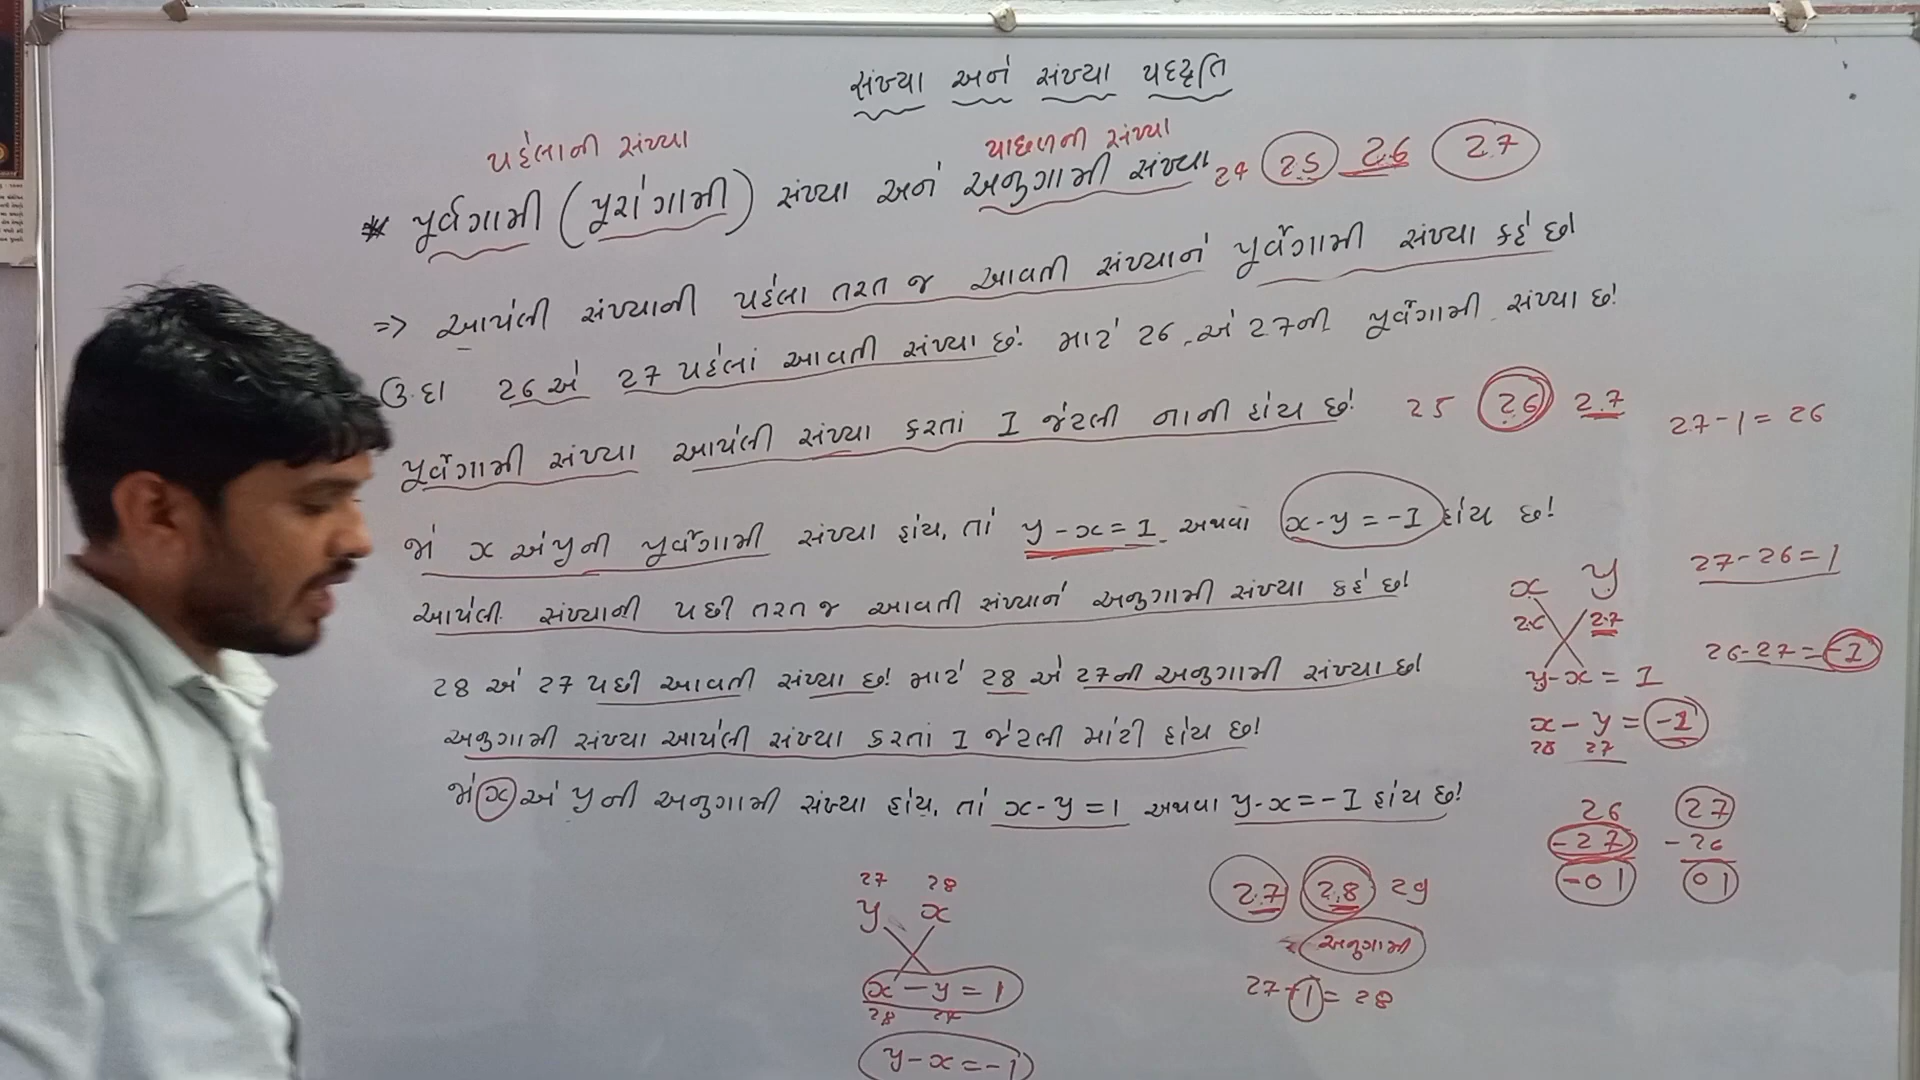 સંખ્યા અને સંખ્યા પદ્ધતિ
પહેલાની સંખ્યા
પાછળની સંખ્યા
* પૂર્વગામી (પૂરોગામી) સંખ્યા અને અનુગામી સંખ્યા 24 25 26 27
=> આપેલી સંખ્યાની પહેલા તરત જ આવતી સંખ્યાને પૂર્વગામી સંખ્યા કહે છે!
ઉ.દા 26 એ 27 પહેલાં આવતી સંખ્યા છે! માટે 26 એ 27ની પૂર્વગામી સંખ્યા છે!
પૂર્વગામી સંખ્યા આપેલી સંખ્યા કરતાં 1 જેટલી નાની હોય છે! 25 26 27 27-1=26
જો x એ yની પૂર્વગામી સંખ્યા હોય, તો y-x=1 અથવા x-y=-1 હોય છે!
આપેલી સંખ્યાની પછી તરત જ આવતી સંખ્યાને અનુગામી સંખ્યા કહે છે!
28 એ 27 પછી આવતી સંખ્યા છે! માટે 28 એ 27ની અનુગામી સંખ્યા છે!
અનુગામી સંખ્યા આપેલી સંખ્યા કરતાં 1 જેટલી મોટી હોય છે!
જો x એ yની અનુગામી સંખ્યા હોય, તો x-y=1 અથવા y-x=-1 હોય છે!
x y
26 27
y-x=1
x-y=-1
28 27
27-26=1
26-27=-1
26 27
-27 -26
-01 01
27 28
y x
x-y=1
28 27
y-x=-1
27 28 29
અનુગામી
27+1=28